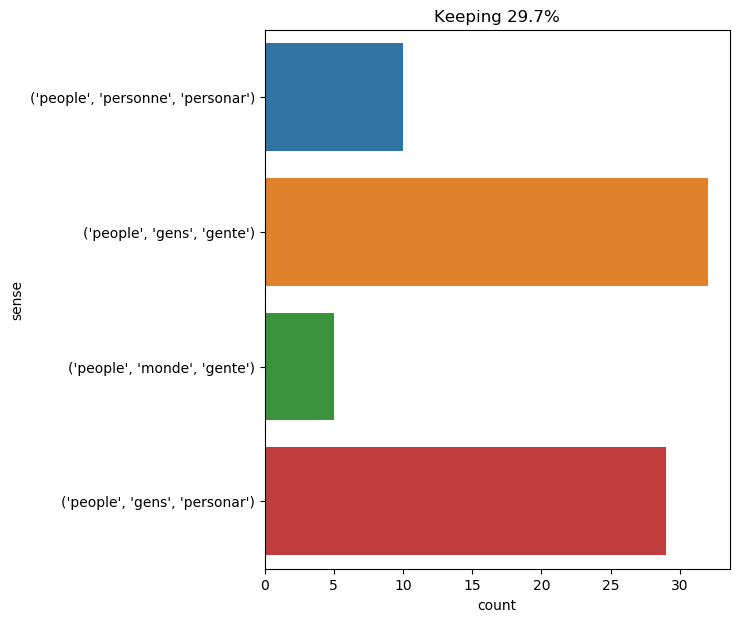 Keeping 29.7%
('people', 'personne', 'personar')
('people', 'gens', 'gente')
sense
('people', 'monde', 'gente')
('people', 'gens', 'personar')
0 5 10 15 20 25 30
count